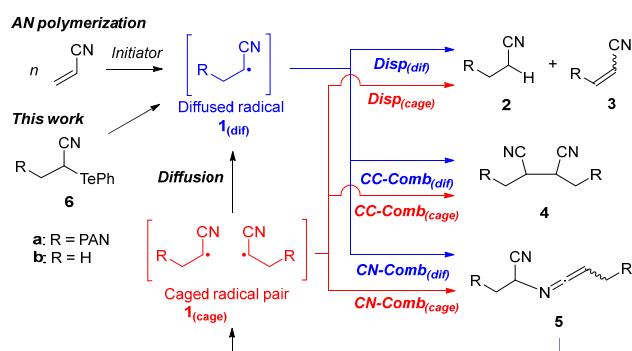 AN polymerization
CN
n
Initiator
R
CN
Diffused radical
1(dif)
This work
CN
R
TePh
6
a: R = PAN
b: R = H
Diffusion
R
CN
CN
R
Caged radical pair
1(cage)
Disp(dif)
Disp(cage)
CC-Comb(dif)
CC-Comb(cage)
CN-Comb(dif)
CN-Comb(cage)
CN
R
H
2
+
CN
R
3
NC
CN
R
R
4
CN
R
N
R
5